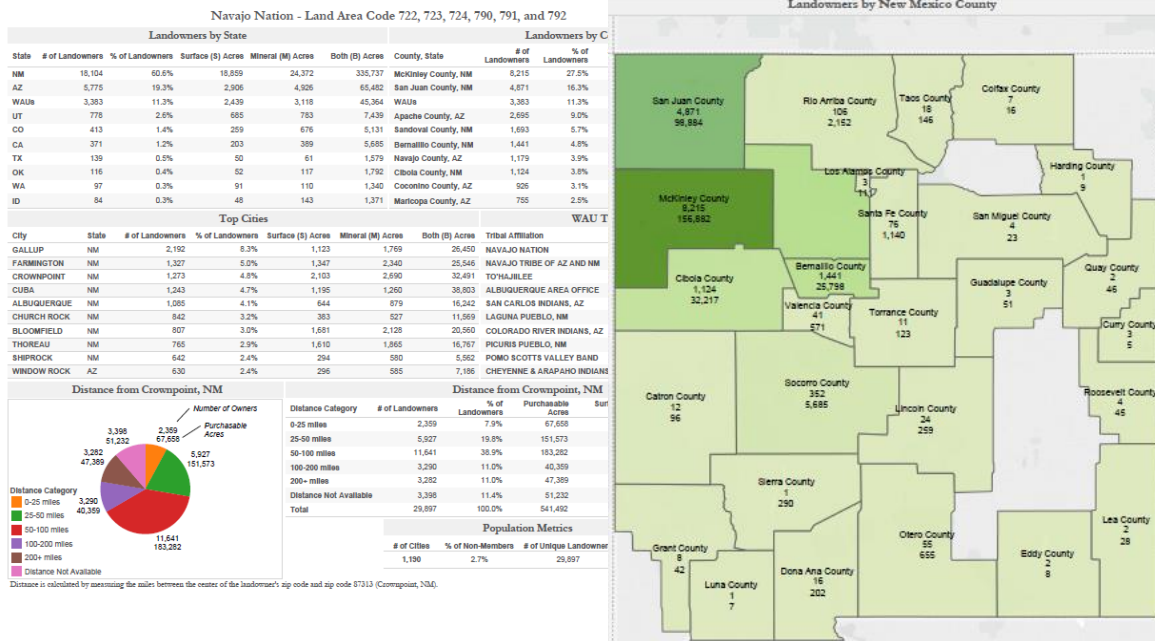 Navajo Nation - Land Area Code 722, 723, 724, 790, 791, and 792
Landowners by State
State # of Landowners % of Landowners Surface (S) Acres Mineral (M) Acres Both (B) Acres
NM 18,104 60.6% 18,859 24,372 335,737
AZ 5,775 19.3% 2,906 4,926 65,482
WAUs 3,383 11.3% 2,439 3,118 45,364
UT 778 2.6% 685 783 7,439
CO 413 1.4% 259 676 5,131
CA 371 1.2% 203 389 5,685
TX 139 0.5% 50 61 1,579
OK 116 0.4% 52 117 1,792
WA 97 0.3% 91 110 1,340
ID 84 0.3% 48 143 1,371
Landowners by C
County, State # of Landowners % of Landowners
McKinley County, NM 8,215 27.5%
San Juan County, NM 4,871 16.3%
WAUs 3,383 11.3%
Apache County, AZ 2,695 9.0%
Sandoval County, NM 1,693 5.7%
Bernalillo County, NM 1,441 4.8%
Navajo County, AZ 1,179 3.9%
Cibola County, NM 1,124 3.8%
Coconino County, AZ 926 3.1%
Maricopa County, AZ 755 2.5%
Top Cities
City State # of Landowners % of Landowners Surface (S) Acres Mineral (M) Acres Both (B) Acres
GALLUP NM 2,192 8.3% 1,123 1,769 26,450
FARMINGTON NM 1,327 5.0% 1,347 2,340 25,546
CROWNPOINT NM 1,273 4.8% 2,103 2,690 32,491
CUBA NM 1,243 4.7% 1,195 1,260 38,803
ALBUQUERQUE NM 1,085 4.1% 644 879 16,242
CHURCH ROCK NM 842 3.2% 383 527 11,569
BLOOMFIELD NM 807 3.0% 1,681 2,128 20,560
THOREAU NM 765 2.9% 1,610 1,865 16,767
SHIPROCK NM 642 2.4% 294 580 5,562
WINDOW ROCK AZ 630 2.4% 296 585 7,186
WAU T
Tribal Affiliation
NAVAJO NATION
NAVAJO TRIBE OF AZ AND NM
TO'HAJIILEE
ALBUQUERQUE AREA OFFICE
SAN CARLOS INDIANS, AZ
LAGUNA PUEBLO, NM
COLORADO RIVER INDIANS, AZ
PICURIS PUEBLO, NM
POMO SCOTTS VALLEY BAND
CHEYENNE & ARAPAHO INDIANS
Distance from Crownpoint, NM
Number of Owners
Purchasable
Acres
2,359
67,658
5,927
151,573
11,641
183,282
3,290
40,359
3,282
47,389
3,398
51,232
Distance Category
0-25 miles
25-50 miles
50-100 miles
100-200 miles
200+ miles
Distance Not Available
Distance from Crownpoint, NM
Distance Category # of Landowners % of Landowners Purchasable Acres Sur
0-25 miles 2,359 7.9% 67,658
25-50 miles 5,927 19.8% 151,573
50-100 miles 11,641 38.9% 183,282
100-200 miles 3,290 11.0% 40,359
200+ miles 3,282 11.0% 47,389
Distance Not Available 3,398 11.4% 51,232
Total 29,897 100.0% 541,492
Population Metrics
# of Cities % of Non-Members # of Unique Landowner
1,190 2.7% 29,897
Distance is calculated by measuring the miles between the center of the landowner's zip code and zip code 87313 (Crownpoint, NM).
Landowners by New Mexico County
San Juan County
4,871
98,884
Rio Arriba County
106
2,152
Taos County
18
146
Colfax County
7
16
Los Alamos County
3
Harding County
1
9
McKinley County
8,215
156,882
Santa Fe County
76
1,140
San Miguel County
4
23
Cibola County
1,124
32,217
Bernalillo County
1,441
25,798
Guadalupe County
3
51
Quay County
2
46
Valencia County
41
571
Torrance County
11
123
Curry County
3
5
Catron County
12
96
Socorro County
352
5,685
Lincoln County
24
259
Roosevelt County
4
45
Sierra County
1
290
Grant County
8
42
Luna County
1
7
Dona Ana County
16
202
Otero County
55
655
Eddy County
2
8
Lea County
2
28